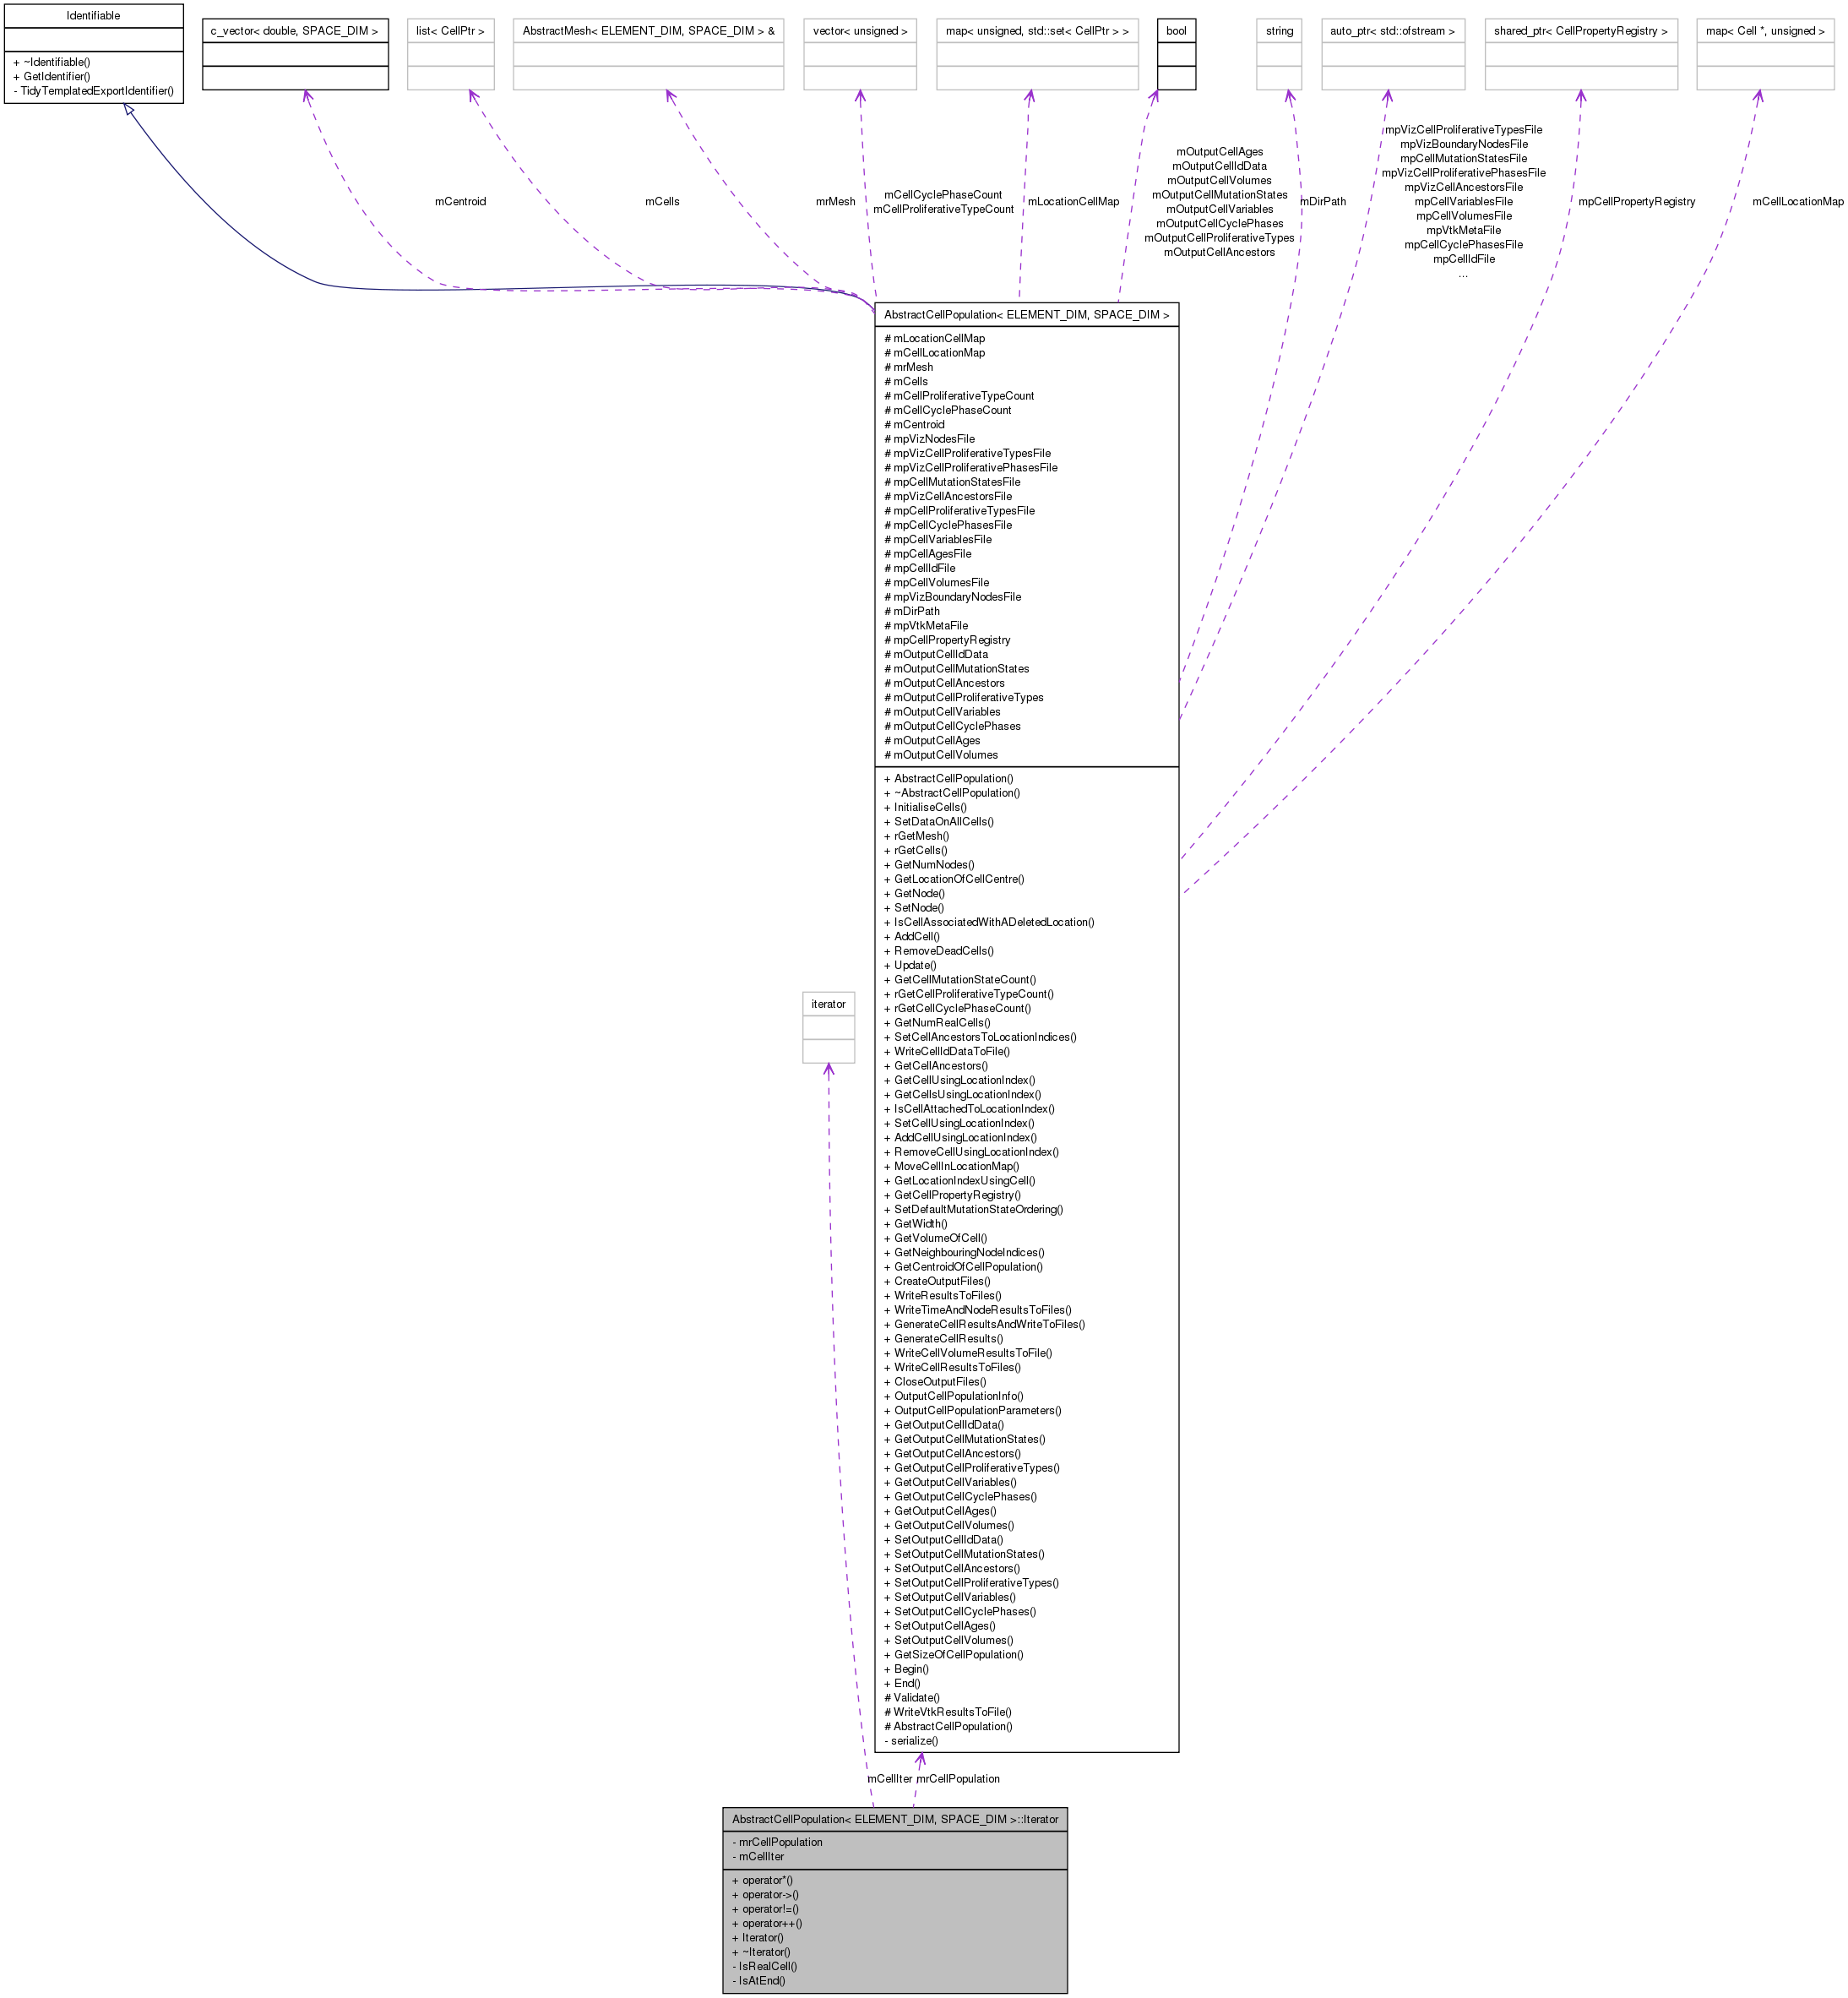 Identifiable
+ ~Identifiable()
+ GetIdentifier()
- TidyTemplatedExportIdentifier()
c_vector< double, SPACE_DIM >
list< CellPtr >
AbstractMesh< ELEMENT_DIM, SPACE_DIM > &
vector< unsigned >
map< unsigned, std::set< CellPtr > >
bool
string
auto_ptr< std::ofstream >
shared_ptr< CellPropertyRegistry >
map< Cell *, unsigned >
mCentroid
mCells
mrMesh
mCellCyclePhaseCount
mCellProliferativeTypeCount
mLocationCellMap
mOutputCellAges
mOutputCellIdData
mOutputCellVolumes
mOutputCellMutationStates
mOutputCellVariables
mOutputCellCyclePhases
mOutputCellProliferativeTypes
mOutputCellAncestors
mDirPath
mpVizCellProliferativeTypesFile
mpVizBoundaryNodesFile
mpCellMutationStatesFile
mpVizCellProliferativePhasesFile
mpVizCellAncestorsFile
mpCellVariablesFile
mpCellVolumesFile
mpVtkMetaFile
mpCellCyclePhasesFile
mpCellIdFile
...
mpCellPropertyRegistry
mCellLocationMap
AbstractCellPopulation< ELEMENT_DIM, SPACE_DIM >
# mLocationCellMap
# mCellLocationMap
# mrMesh
# mCells
# mCellProliferativeTypeCount
# mCellCyclePhaseCount
# mCentroid
# mpVizNodesFile
# mpVizCellProliferativeTypesFile
# mpVizCellProliferativePhasesFile
# mpCellMutationStatesFile
# mpVizCellAncestorsFile
# mpCellProliferativeTypesFile
# mpCellCyclePhasesFile
# mpCellVariablesFile
# mpCellAgesFile
# mpCellIdFile
# mpCellVolumesFile
# mpVizBoundaryNodesFile
# mDirPath
# mpVtkMetaFile
# mpCellPropertyRegistry
# mOutputCellIdData
# mOutputCellMutationStates
# mOutputCellAncestors
# mOutputCellProliferativeTypes
# mOutputCellVariables
# mOutputCellCyclePhases
# mOutputCellAges
# mOutputCellVolumes
+ AbstractCellPopulation()
+ ~AbstractCellPopulation()
+ InitialiseCells()
+ SetDataOnAllCells()
+ rGetMesh()
+ rGetCells()
+ GetNumNodes()
+ GetLocationOfCellCentre()
+ GetNode()
+ SetNode()
+ IsCellAssociatedWithADeletedLocation()
+ AddCell()
+ RemoveDeadCells()
+ Update()
+ GetCellMutationStateCount()
+ rGetCellProliferativeTypeCount()
+ rGetCellCyclePhaseCount()
+ GetNumRealCells()
+ SetCellAncestorsToLocationIndices()
+ WriteCellIdDataToFile()
+ GetCellAncestors()
+ GetCellUsingLocationIndex()
+ GetCellsUsingLocationIndex()
+ IsCellAttachedToLocationIndex()
+ SetCellUsingLocationIndex()
+ AddCellUsingLocationIndex()
+ RemoveCellUsingLocationIndex()
+ MoveCellInLocationMap()
+ GetLocationIndexUsingCell()
+ GetCellPropertyRegistry()
+ SetDefaultMutationStateOrdering()
+ GetWidth()
+ GetVolumeOfCell()
+ GetNeighbouringNodeIndices()
+ GetCentroidOfCellPopulation()
+ CreateOutputFiles()
+ WriteResultsToFiles()
+ WriteTimeAndNodeResultsToFiles()
+ GenerateCellResultsAndWriteToFiles()
+ GenerateCellResults()
+ WriteCellVolumeResultsToFile()
+ WriteCellResultsToFiles()
+ CloseOutputFiles()
+ OutputCellPopulationInfo()
+ OutputCellPopulationParameters()
+ GetOutputCellIdData()
+ GetOutputCellMutationStates()
+ GetOutputCellAncestors()
+ GetOutputCellProliferativeTypes()
+ GetOutputCellVariables()
+ GetOutputCellCyclePhases()
+ GetOutputCellAges()
+ GetOutputCellVolumes()
+ SetOutputCellIdData()
+ SetOutputCellMutationStates()
+ SetOutputCellAncestors()
+ SetOutputCellProliferativeTypes()
+ SetOutputCellVariables()
+ SetOutputCellCyclePhases()
+ SetOutputCellAges()
+ SetOutputCellVolumes()
+ GetSizeOfCellPopulation()
+ Begin()
+ End()
# Validate()
# WriteVtkResultsToFile()
# AbstractCellPopulation()
- serialize()
iterator
mCellIter
mrCellPopulation
AbstractCellPopulation< ELEMENT_DIM, SPACE_DIM >::Iterator
- mrCellPopulation
- mCellIter
+ operator*()
+ operator->()
+ operator!=()
+ operator++()
+ Iterator()
+ ~Iterator()
- IsRealCell()
- IsAtEnd()